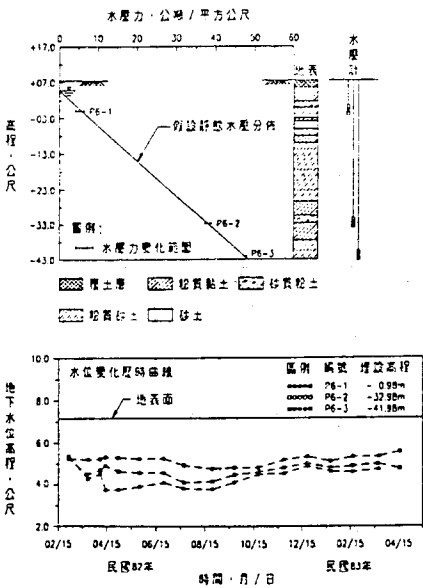 水壓力，公噸/平方公尺
0 10 20 30 40 50 60
地表
水壓計
+17.0
+07.0
-03.0
-13.0
-23.0
-33.0
-43.0
高程，公尺
P6-1
假設靜態水壓分佈
P6-2
圖例:
水壓力變化範圍
P6-3
覆土層 粉質黏土 砂質粉土
粉質砂土 砂土
水位變化歷時曲線
圖例 編號 埋設高程
P6-1 -0.98m
P6-2 -32.98m
P6-3 -41.98m
地表面
10.0
8.0
6.0
4.0
2.0
地下水位高程，公尺
02/15 04/15 06/15 08/15 10/15 12/15 02/15 04/15
民國82年 民國83年
時間，月/日